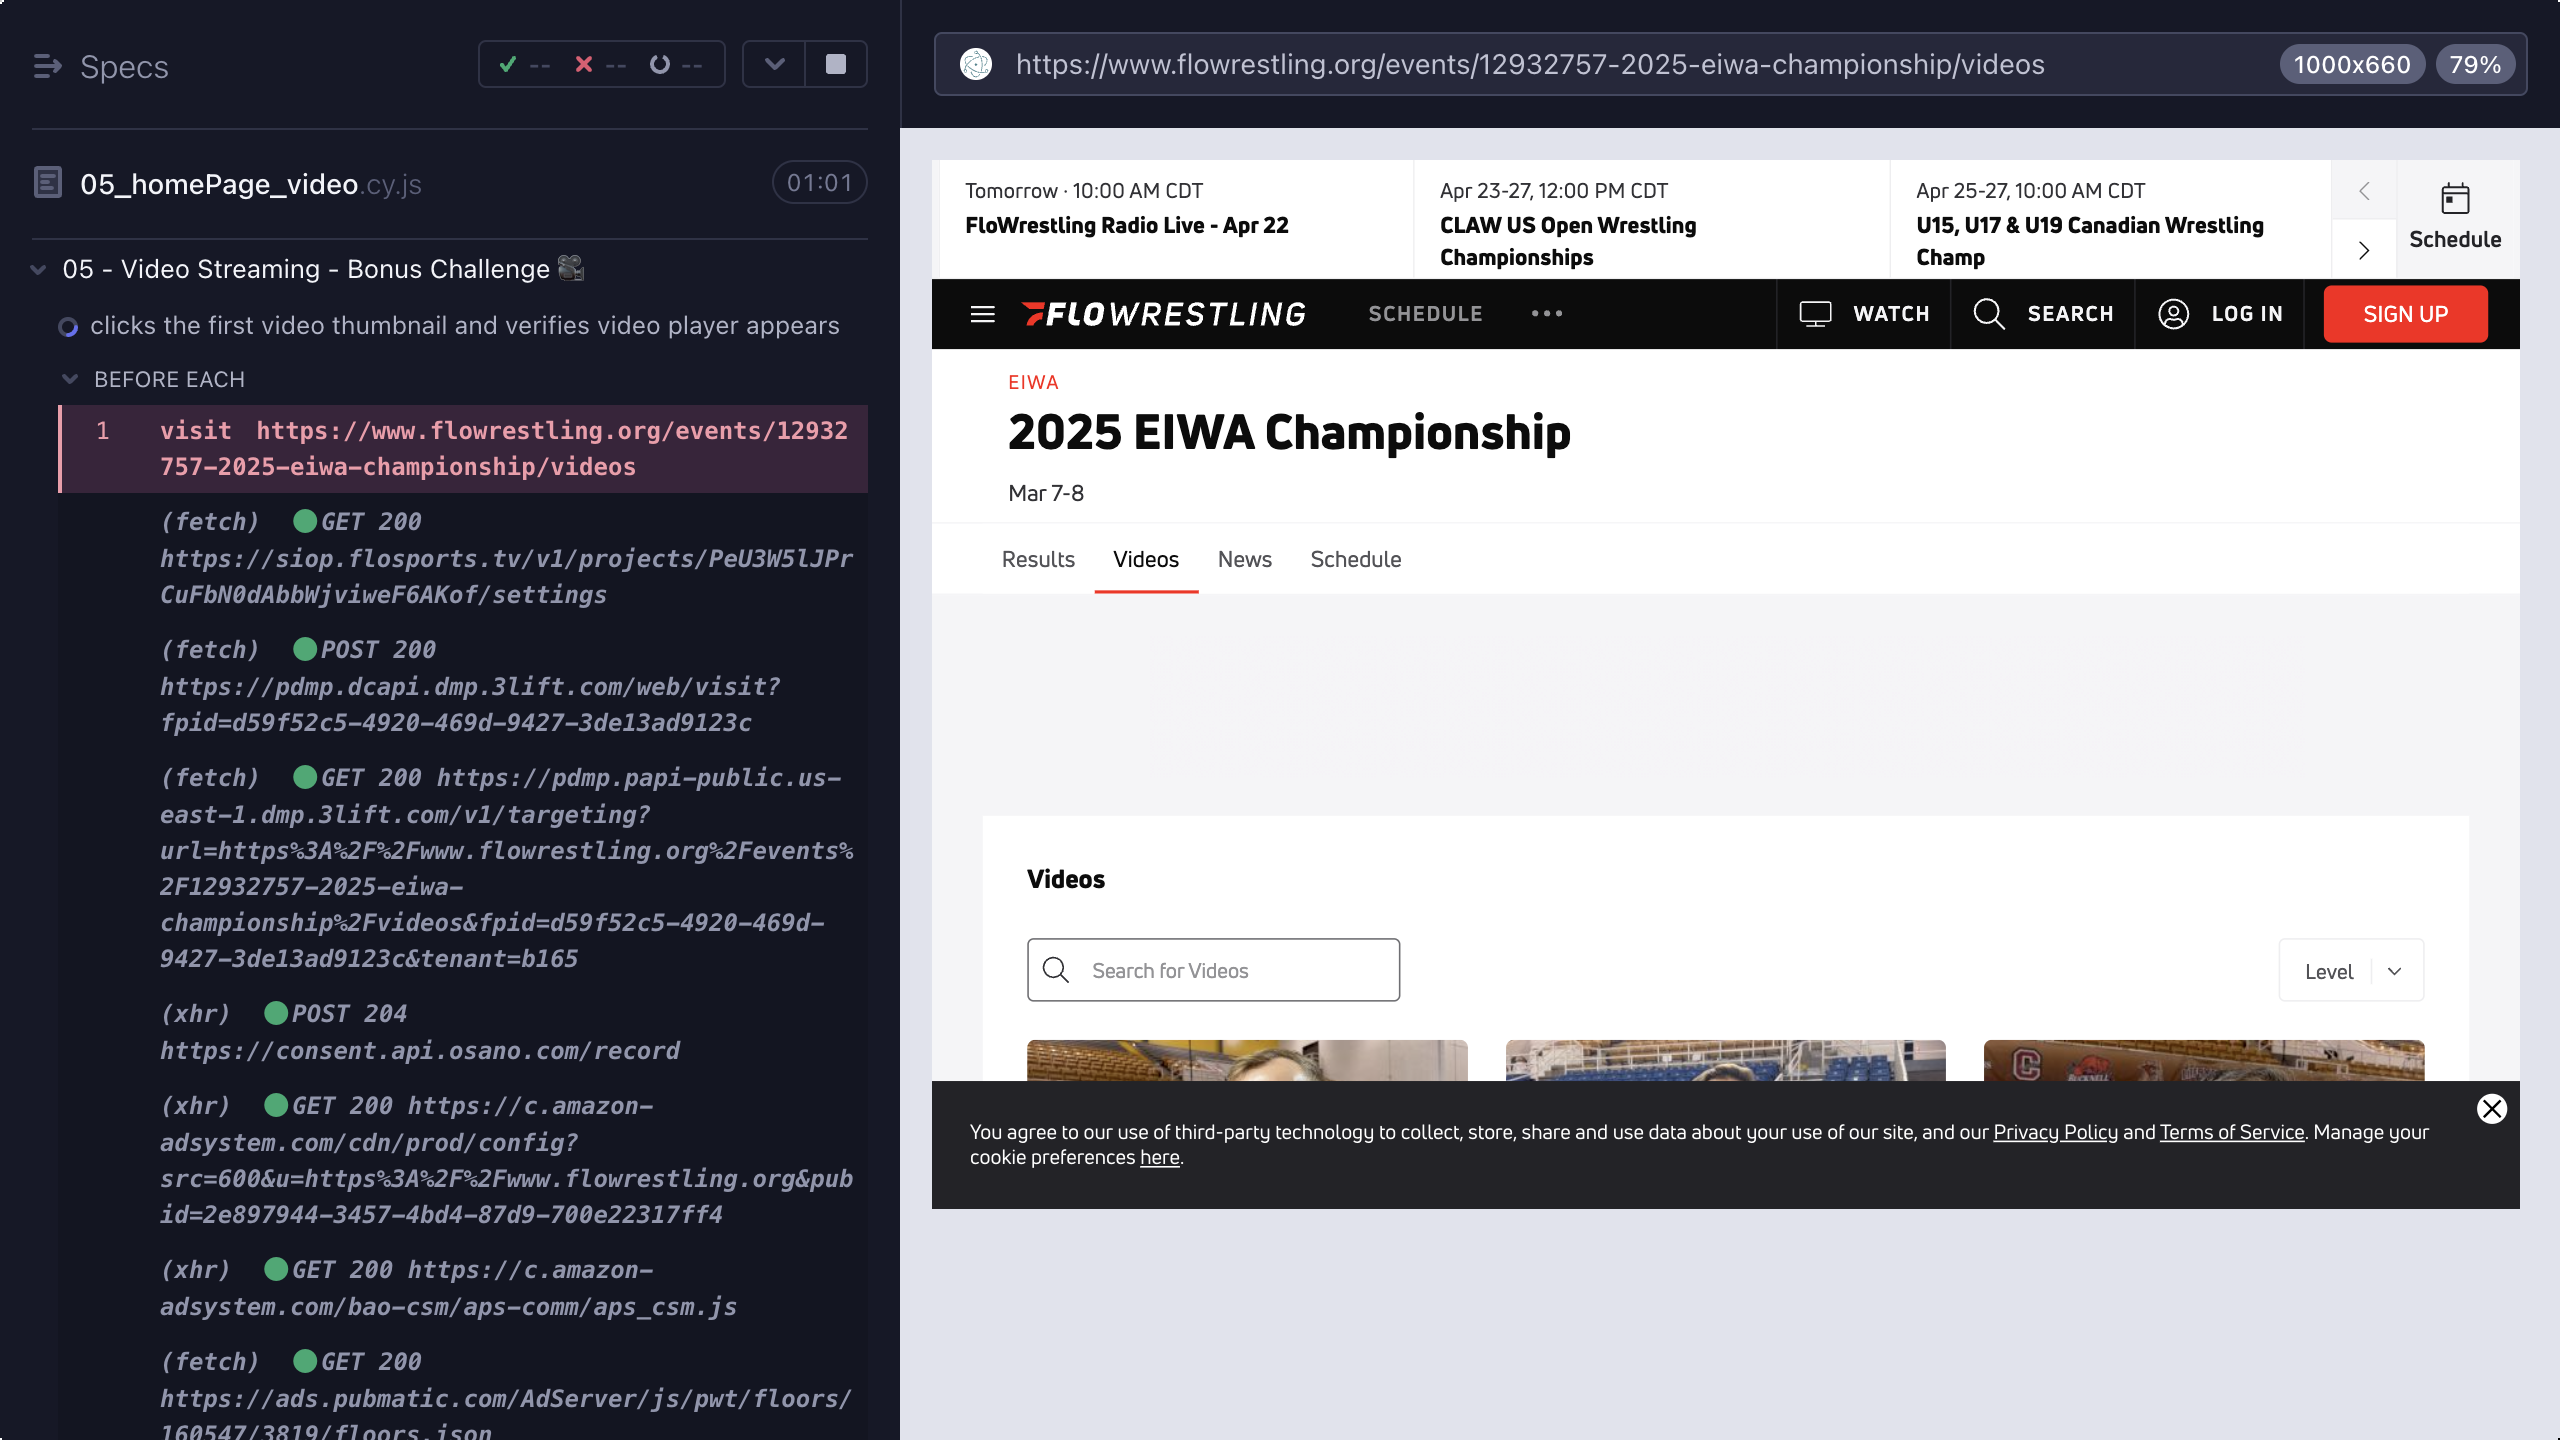 Specs
-- -- --
05_homePage_video.cy.js
01:01
05 - Video Streaming - Bonus Challenge
clicks the first video thumbnail and verifies video player appears
BEFORE EACH
1 visit https://www.flowrestling.org/events/12932
757-2025-eiwa-championship/videos
(fetch) GET 200
https://siop.flosports.tv/v1/projects/PeU3W5lJPr
CuFbN0dAbbWjviweF6AKof/settings
(fetch) POST 200
https://pdmp.dcapi.dmp.3lift.com/web/visit?
fpid=d59f52c5-4920-469d-9427-3de13ad9123c
(fetch) GET 200 https://pdmp.papi-public.us-
east-1.dmp.3lift.com/v1/targeting?
url=https%3A%2F%2Fwww.flowrestling.org%2Fevents%
2F12932757-2025-eiwa-
championship%2Fvideos&fpid=d59f52c5-4920-469d-
9427-3de13ad9123c&tenant=b165
(xhr) POST 204
https://consent.api.osano.com/record
(xhr) GET 200 https://c.amazon-
adsystem.com/cdn/prod/config?
src=600&u=https%3A%2F%2Fwww.flowrestling.org&pub
id=2e897944-3457-4bd4-87d9-700e22317ff4
(xhr) GET 200 https://c.amazon-
adsystem.com/bao-csm/aps-comm/aps_csm.js
(fetch) GET 200
https://ads.pubmatic.com/AdServer/js/pwt/floors/
160547/3819/floors.json
https://www.flowrestling.org/events/12932757-2025-eiwa-championship/videos
1000x660
79%
Tomorrow · 10:00 AM CDT
FloWrestling Radio Live - Apr 22
Apr 23-27, 12:00 PM CDT
CLAW US Open Wrestling
Championships
Apr 25-27, 10:00 AM CDT
U15, U17 & U19 Canadian Wrestling
Champ
Schedule
FLOWRESTLING
SCHEDULE
WATCH
SEARCH
LOG IN
SIGN UP
EIWA
2025 EIWA Championship
Mar 7-8
Results Videos News Schedule
Videos
Search for Videos
Level
C
You agree to our use of third-party technology to collect, store, share and use data about your use of our site, and our Privacy Policy and Terms of Service. Manage your
cookie preferences here.